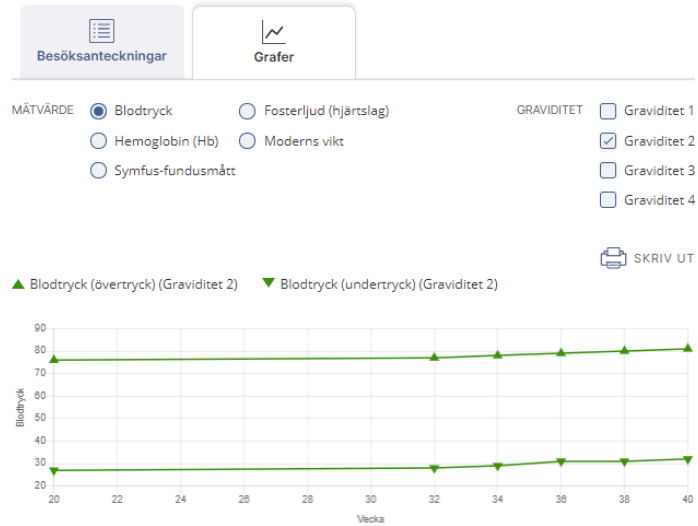 Besöksanteckningar
Grafer
MÄTVÄRDE Blodtryck Fosterljud (hjärtslag) GRAVIDITET Graviditet 1
Hemoglobin (Hb) Moderns vikt Graviditet 2
Symfus-fundusmått Graviditet 3
Graviditet 4
SKRIV UT
Blodtryck (övertryck) (Graviditet 2) Blodtryck (undertryck) (Graviditet 2)
Blodtryck
90
80
70
60
50
40
30
20
20 22 24 26 28 30 32 34 36 38 40
Vecka